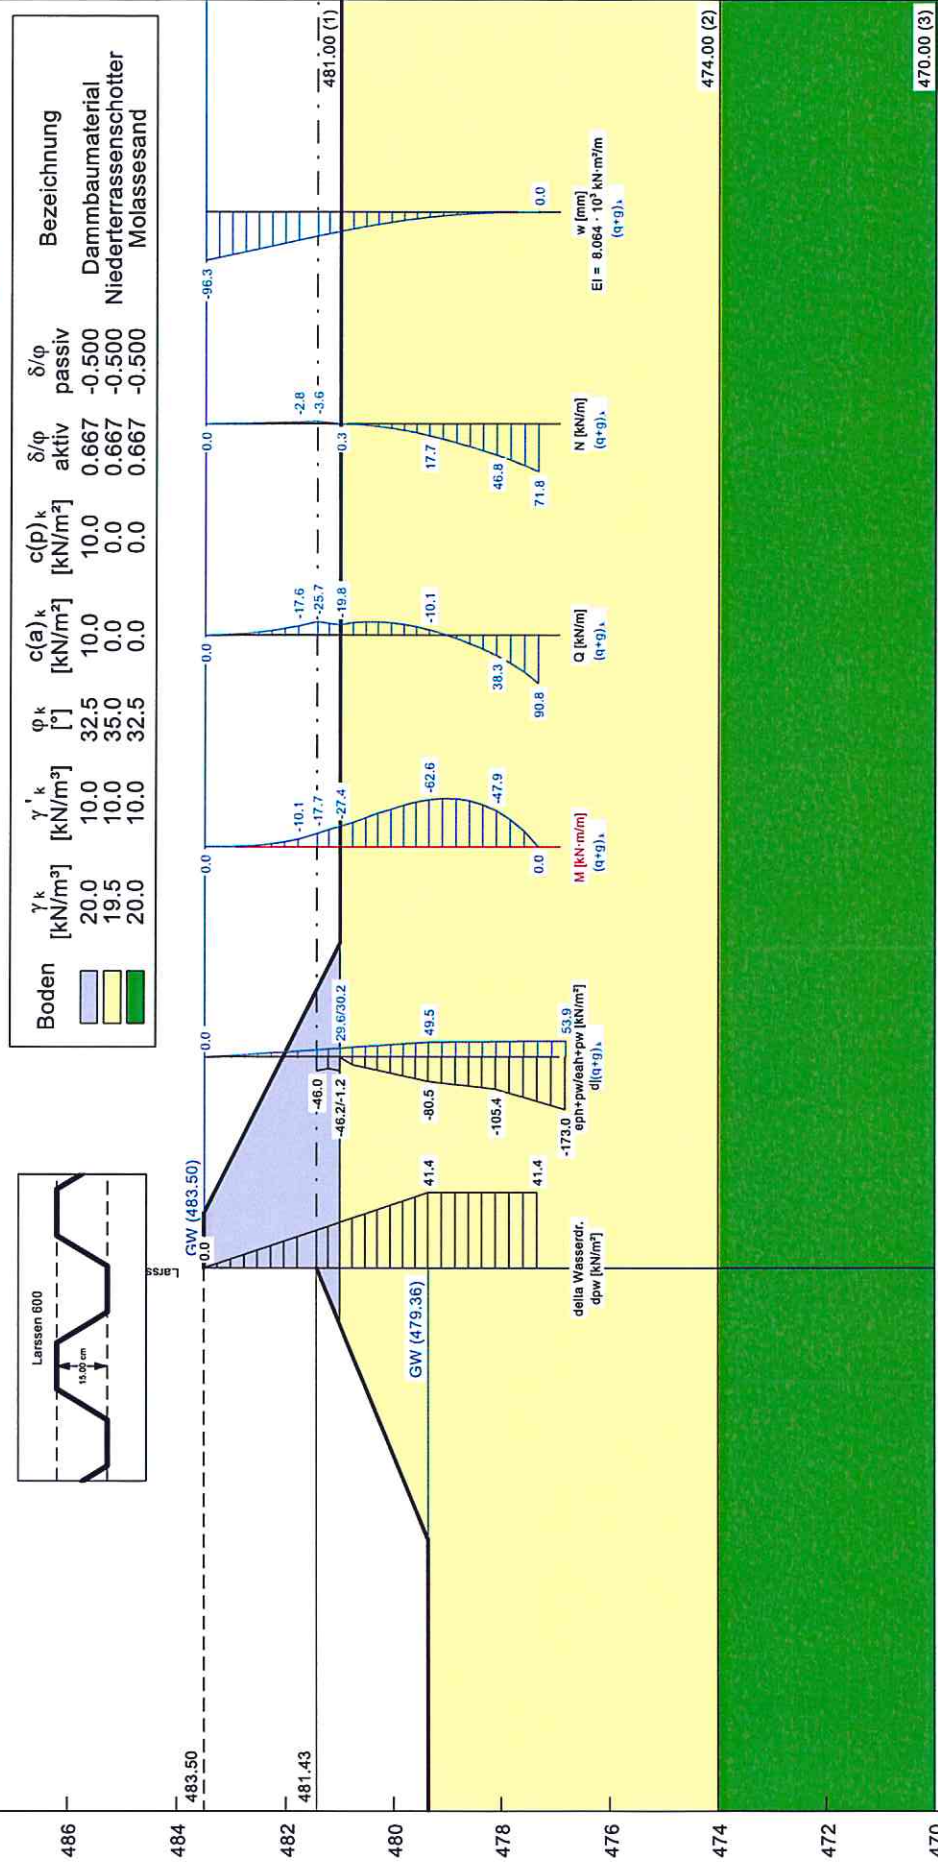 Larssen 600
15.00 cm
Boden γk γ'k φk c(a)k c(p)k δ/φ δ/φ Bezeichnung
[kN/m³] [kN/m³] [°] [kN/m²] [kN/m²] aktiv passiv
20.0 10.0 32.5 10.0 10.0 0.667 -0.500 Dammbaumaterial
19.5 10.0 35.0 0.0 0.0 0.667 -0.500 Niederterrassenschotter
20.0 10.0 32.5 0.0 0.0 0.667 -0.500 Molassesand
486
484
482
480
478
476
474
472
470
483.50
481.43
Larss
GW (483.50)
GW (479.36)
0.0
41.4
41.4
delta Wasserdr.
dpw [kN/m²]
0.0
-46.0
-46.2/-1.2
29.6/30.2
-80.5
49.5
-105.4
-173.0
53.9
eph+pw/eah+pw [kN/m²]
d|(q+g)k
0.0
-10.1
-17.7
-27.4
-62.6
-47.9
0.0
M [kN·m/m]
(q+g)k
0.0
-17.6
-25.7
-19.8
-10.1
38.3
90.8
Q [kN/m]
(q+g)k
0.0
-2.8
-3.6
0.3
17.7
46.8
71.8
N [kN/m]
(q+g)k
-96.3
0.0
w [mm]
EI = 8.064 · 10³ kN·m²/m
(q+g)k
481.00 (1)
474.00 (2)
470.00 (3)